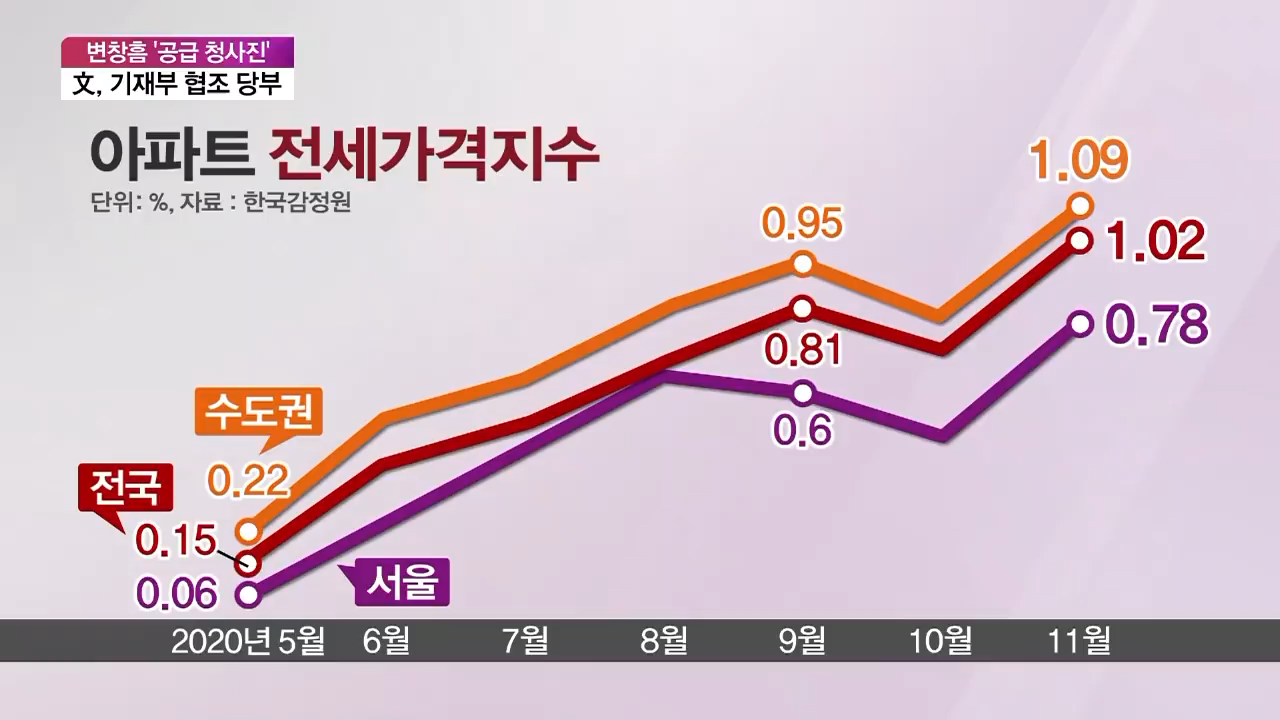 변창흠 '공급 청사진'
文, 기재부 협조 당부
아파트 전세가격지수
단위: %, 자료 : 한국감정원
1.09
0.95
1.02
0.81
0.78
0.6
수도권
0.22
전국
0.15
0.06
서울
2020년 5월 6월 7월 8월 9월 10월 11월